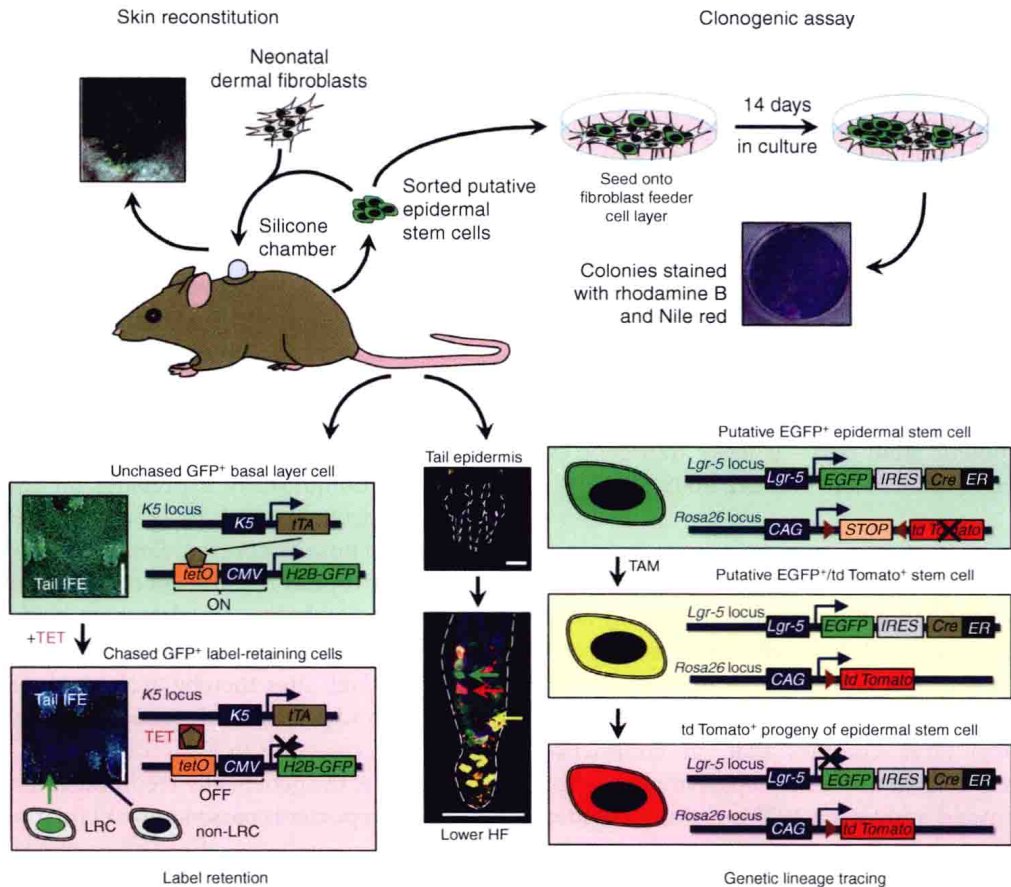 Skin reconstitution
Clonogenic assay
Neonatal
dermal fibroblasts
14 days
in culture
Sorted putative
epidermal
stem cells
Silicone
chamber
Seed onto
fibroblast feeder
cell layer
Colonies stained
with rhodamine B
and Nile red
Unchased GFP+ basal layer cell
Tail IFE
K5 locus
K5 tTA
tetO CMV H2B-GFP
ON
+TET
Chased GFP+ label-retaining cells
Tail IFE
K5 locus
K5 tTA
TET
tetO CMV H2B-GFP
OFF
LRC
non-LRC
Label retention
Tail epidermis
Lower HF
Putative EGFP+ epidermal stem cell
Lgr-5 locus
Lgr-5 EGFP IRES Cre ER
Rosa26 locus
CAG STOP td Tomato
TAM
Putative EGFP+/td Tomato+ stem cell
Lgr-5 locus
Lgr-5 EGFP IRES Cre ER
Rosa26 locus
CAG td Tomato
td Tomato+ progeny of epidermal stem cell
Lgr-5 locus
Lgr-5 EGFP IRES Cre ER
Rosa26 locus
CAG td Tomato
Genetic lineage tracing